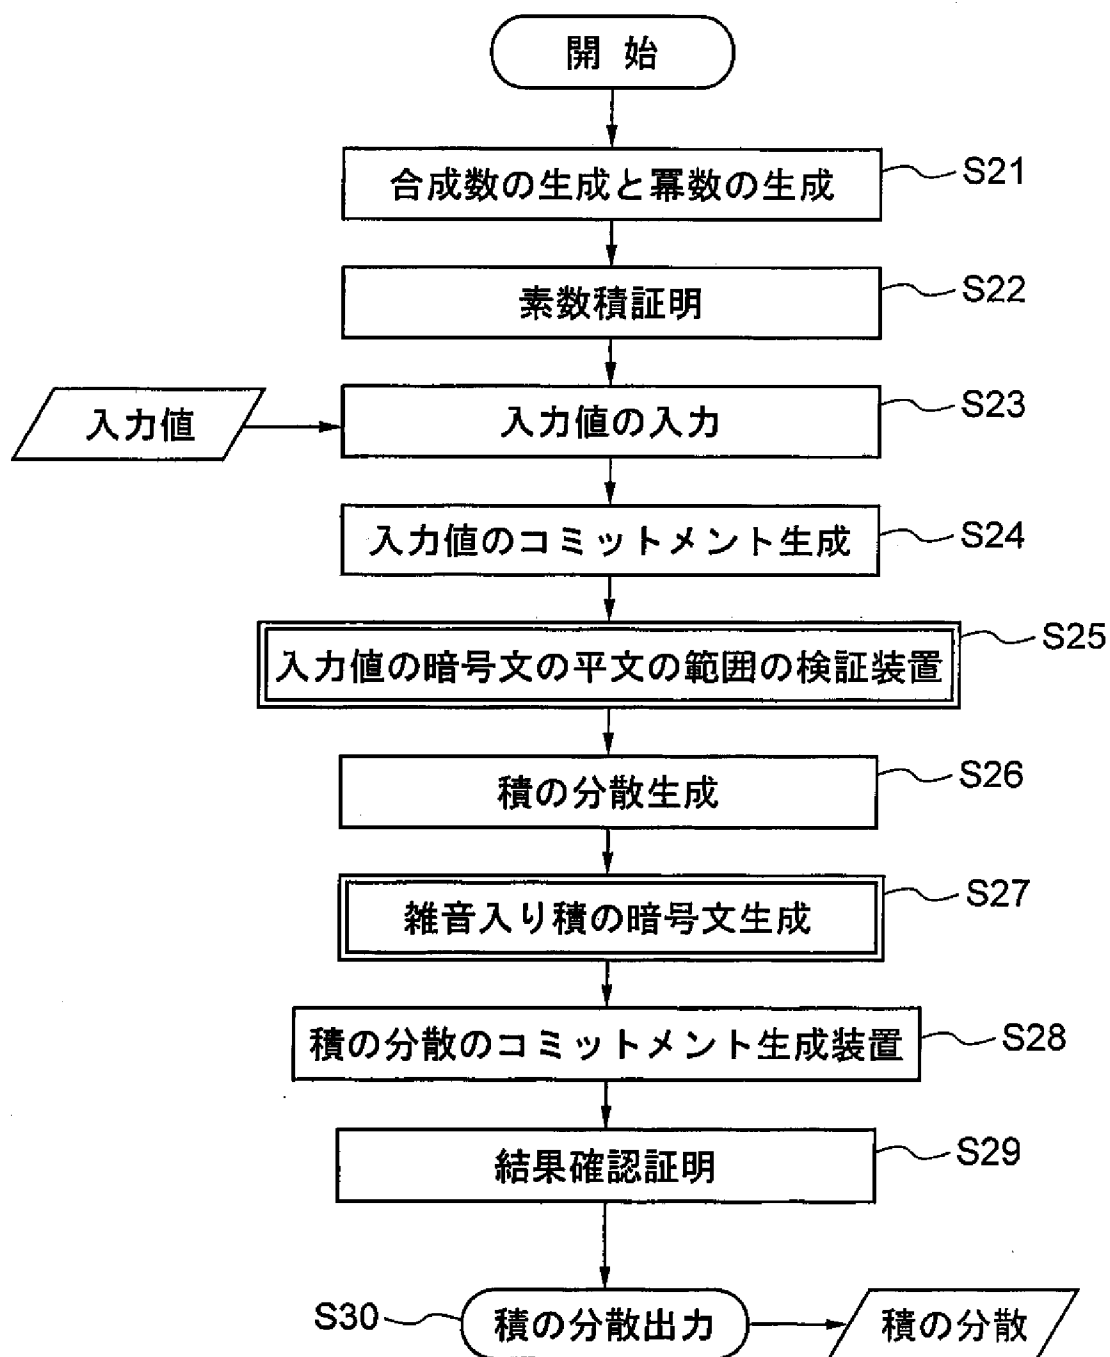 開 始
合成数の生成と冪数の生成
S21
素数積証明
S22
入力値
入力値の入力
S23
入力値のコミットメント生成
S24
入力値の暗号文の平文の範囲の検証装置
S25
積の分散生成
S26
雑音入り積の暗号文生成
S27
積の分散のコミットメント生成装置
S28
結果確認証明
S29
S30
積の分散出力
積の分散